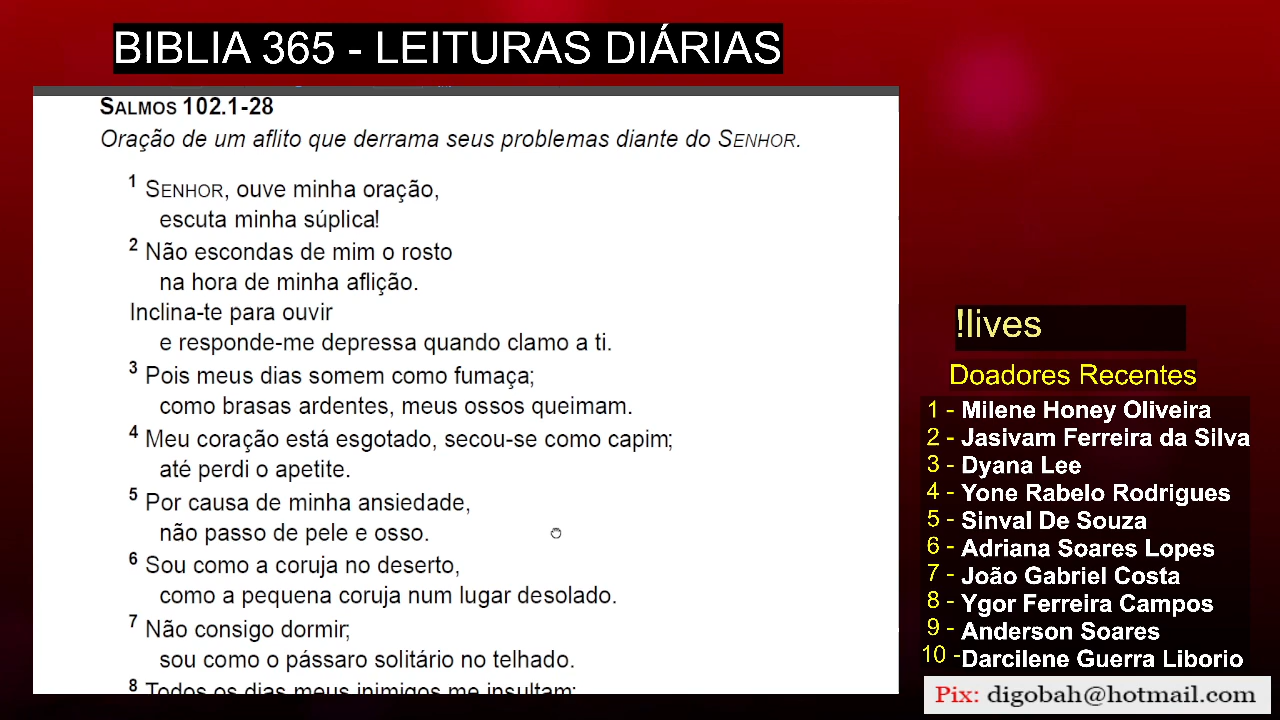 BIBLIA 365 - LEITURAS DIÁRIAS
SALMOS 102.1-28
Oração de um aflito que derrama seus problemas diante do SENHOR.
1 SENHOR, ouve minha oração,
escuta minha súplica!
2 Não escondas de mim o rosto
na hora de minha aflição.
Inclina-te para ouvir
e responde-me depressa quando clamo a ti.
3 Pois meus dias somem como fumaça;
como brasas ardentes, meus ossos queimam.
4 Meu coração está esgotado, secou-se como capim;
até perdi o apetite.
5 Por causa de minha ansiedade,
não passo de pele e osso.
6 Sou como a coruja no deserto,
como a pequena coruja num lugar desolado.
7 Não consigo dormir;
sou como o pássaro solitário no telhado.
8 Todos os dias meus inimigos me insultam;
!lives
Doadores Recentes
1 - Milene Honey Oliveira
2 - Jasivam Ferreira da Silva
3 - Dyana Lee
4 - Yone Rabelo Rodrigues
5 - Sinval De Souza
6 - Adriana Soares Lopes
7 - João Gabriel Costa
8 - Ygor Ferreira Campos
9 - Anderson Soares
10 - Darcilene Guerra Liborio
Pix: digobah@hotmail.com